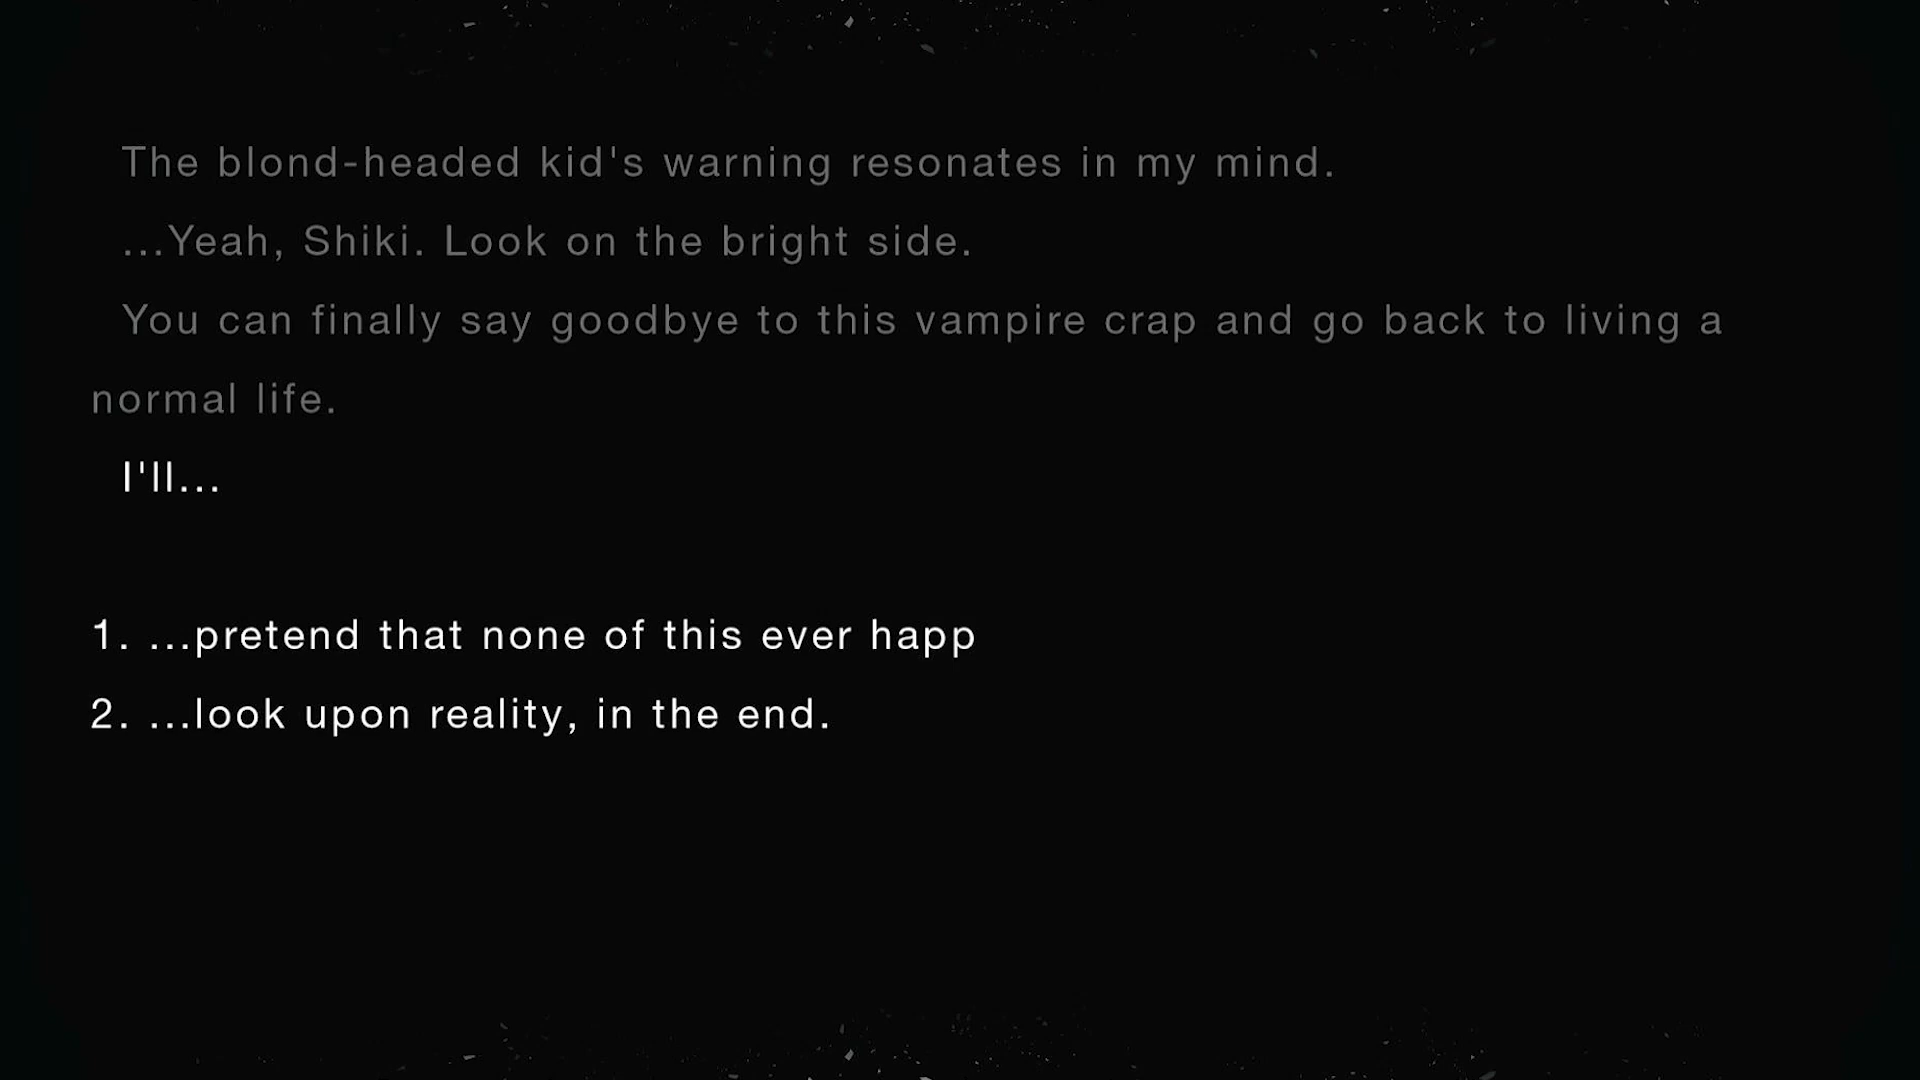 The blond-headed kid's warning resonates in my mind.
...Yeah, Shiki. Look on the bright side.
You can finally say goodbye to this vampire crap and go back to living a
normal life.
I'll...
1. ...pretend that none of this ever happ
2. ...look upon reality, in the end.